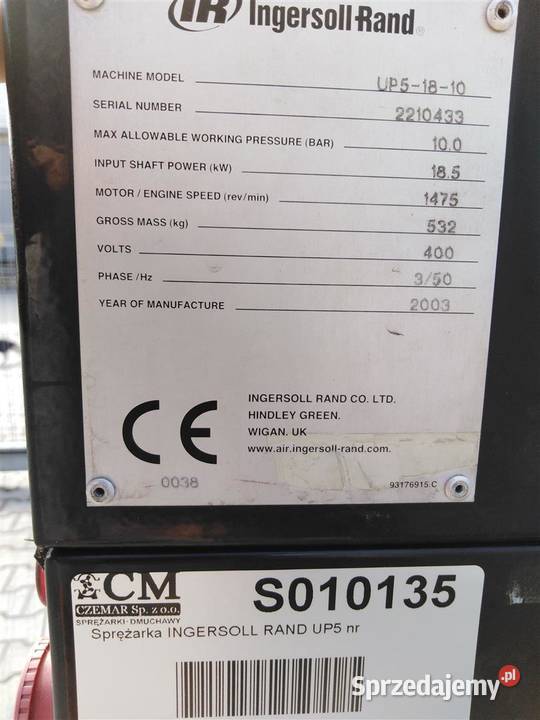 IR Ingersoll-Rand®
MACHINE MODEL UP5-18-10
SERIAL NUMBER 2210433
MAX ALLOWABLE WORKING PRESSURE (BAR) 10.0
INPUT SHAFT POWER (kW) 18.5
MOTOR / ENGINE SPEED (rev/min) 1475
GROSS MASS (kg) 532
VOLTS 400
PHASE /Hz 3/50
YEAR OF MANUFACTURE 2003
CE
0038
INGERSOLL RAND CO. LTD.
HINDLEY GREEN.
WIGAN. UK
www.air.ingersoll-rand.com.
93176915 C
CM
CZEMAR Sp. z o.o.
SPRĘŻARKI·DMUCHAWY
S010135
Sprężarka INGERSOLL RAND UP5 nr
Sprzedajemy.pl